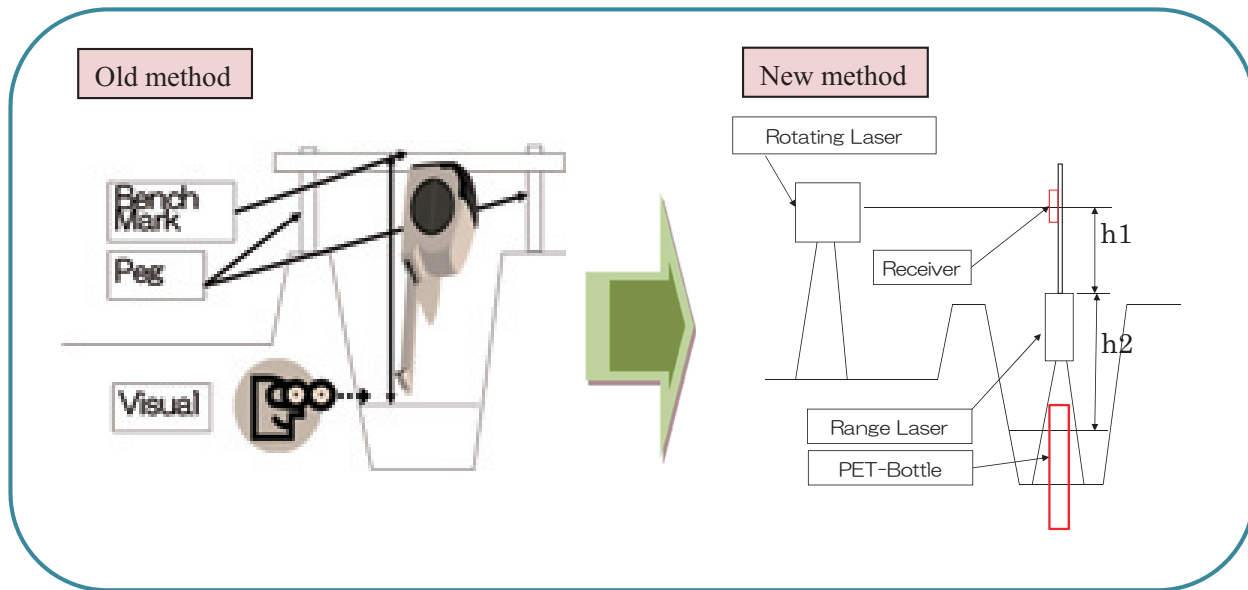 Old method
New method
Bench
Mark
Peg
Visual
Rotating Laser
Receiver
h1
h2
Range Laser
PET-Bottle